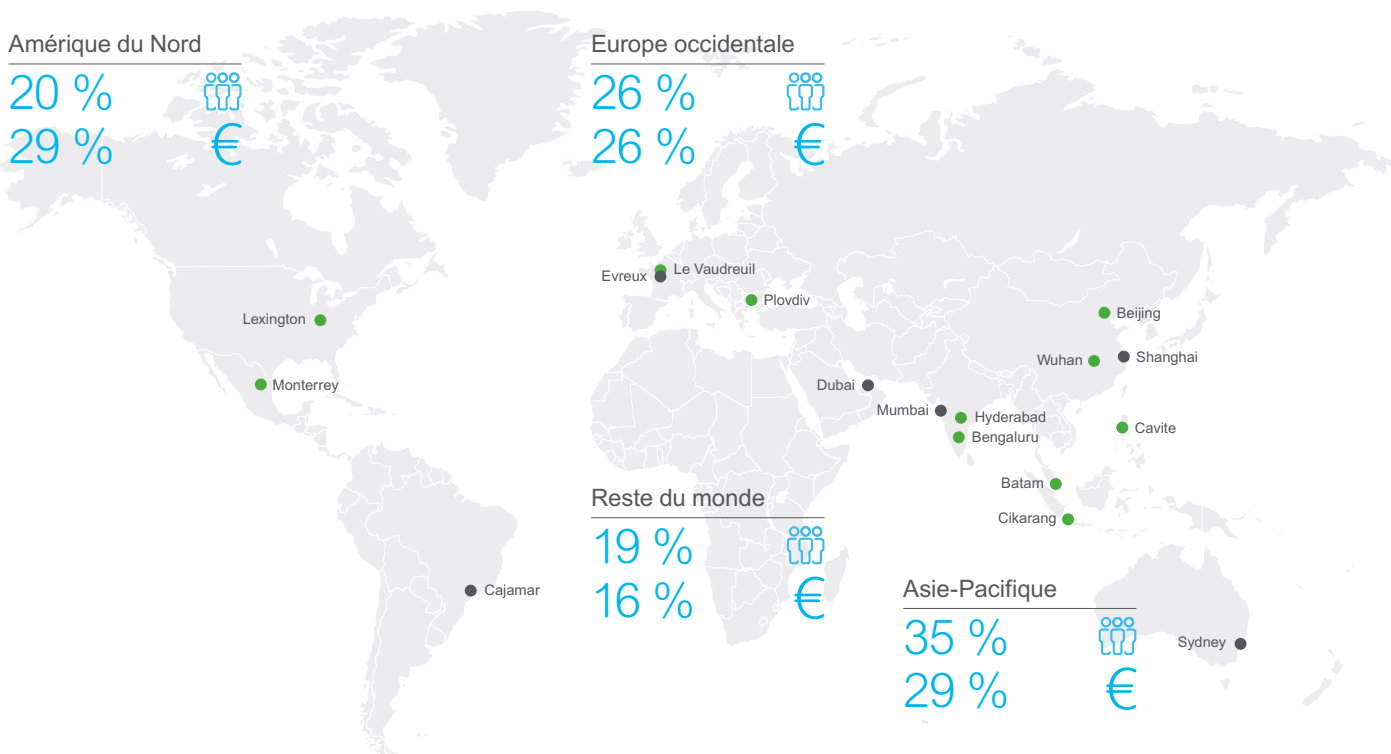 Amérique du Nord
20 %
29 % €
Europe occidentale
26 %
26 % €
Evreux
Le Vaudreuil
Plovdiv
Lexington
Monterrey
Beijing
Wuhan
Shanghai
Dubai
Mumbai
Hyderabad
Bengaluru
Cavite
Batam
Cikarang
Reste du monde
19 %
16 % €
Cajamar
Asie-Pacifique
35 %
29 % €
Sydney